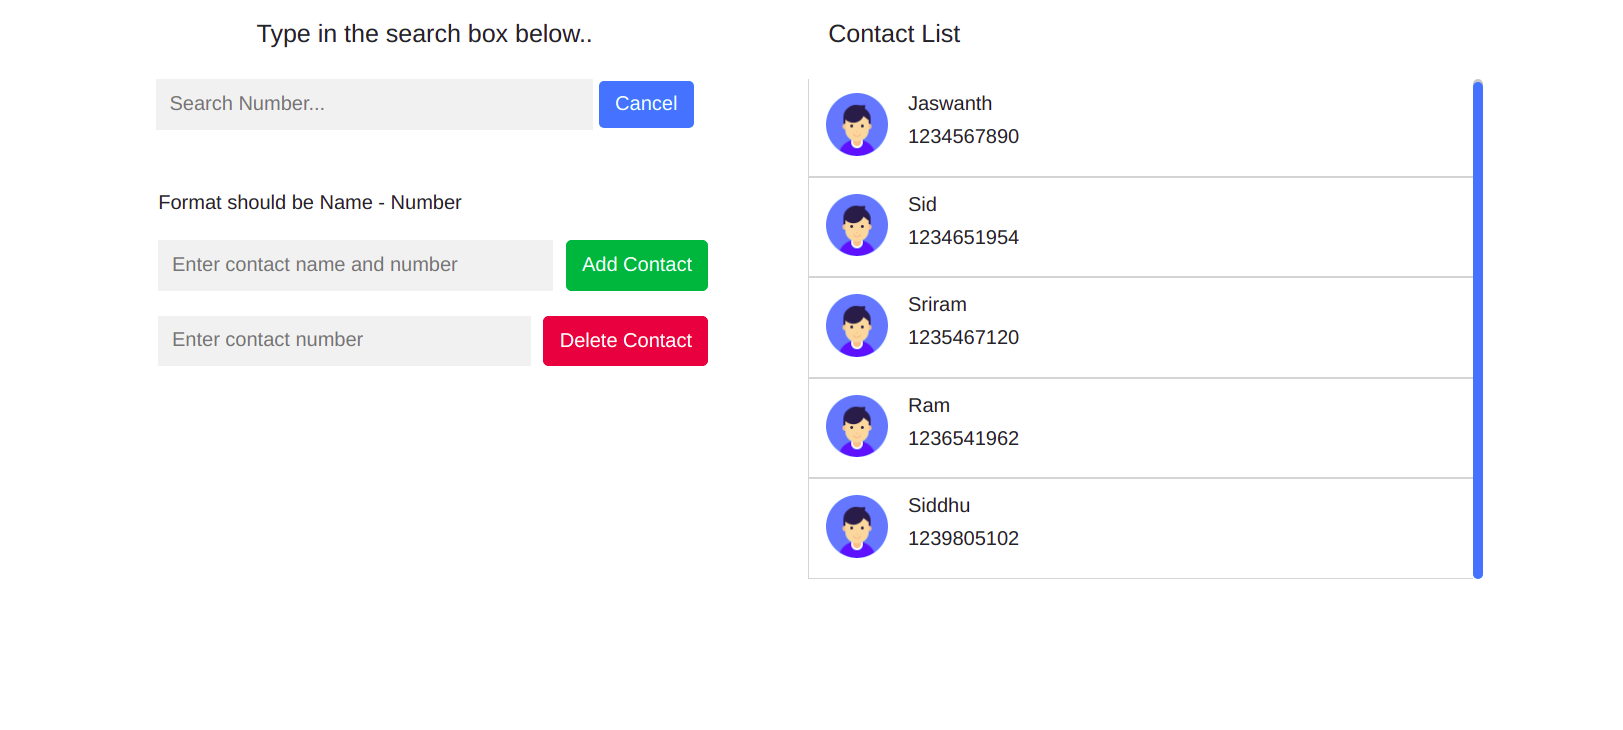 Type in the search box below..
Search Number...
Cancel
Format should be Name - Number
Enter contact name and number
Add Contact
Enter contact number
Delete Contact
Contact List
Jaswanth
1234567890
Sid
1234651954
Sriram
1235467120
Ram
1236541962
Siddhu
1239805102